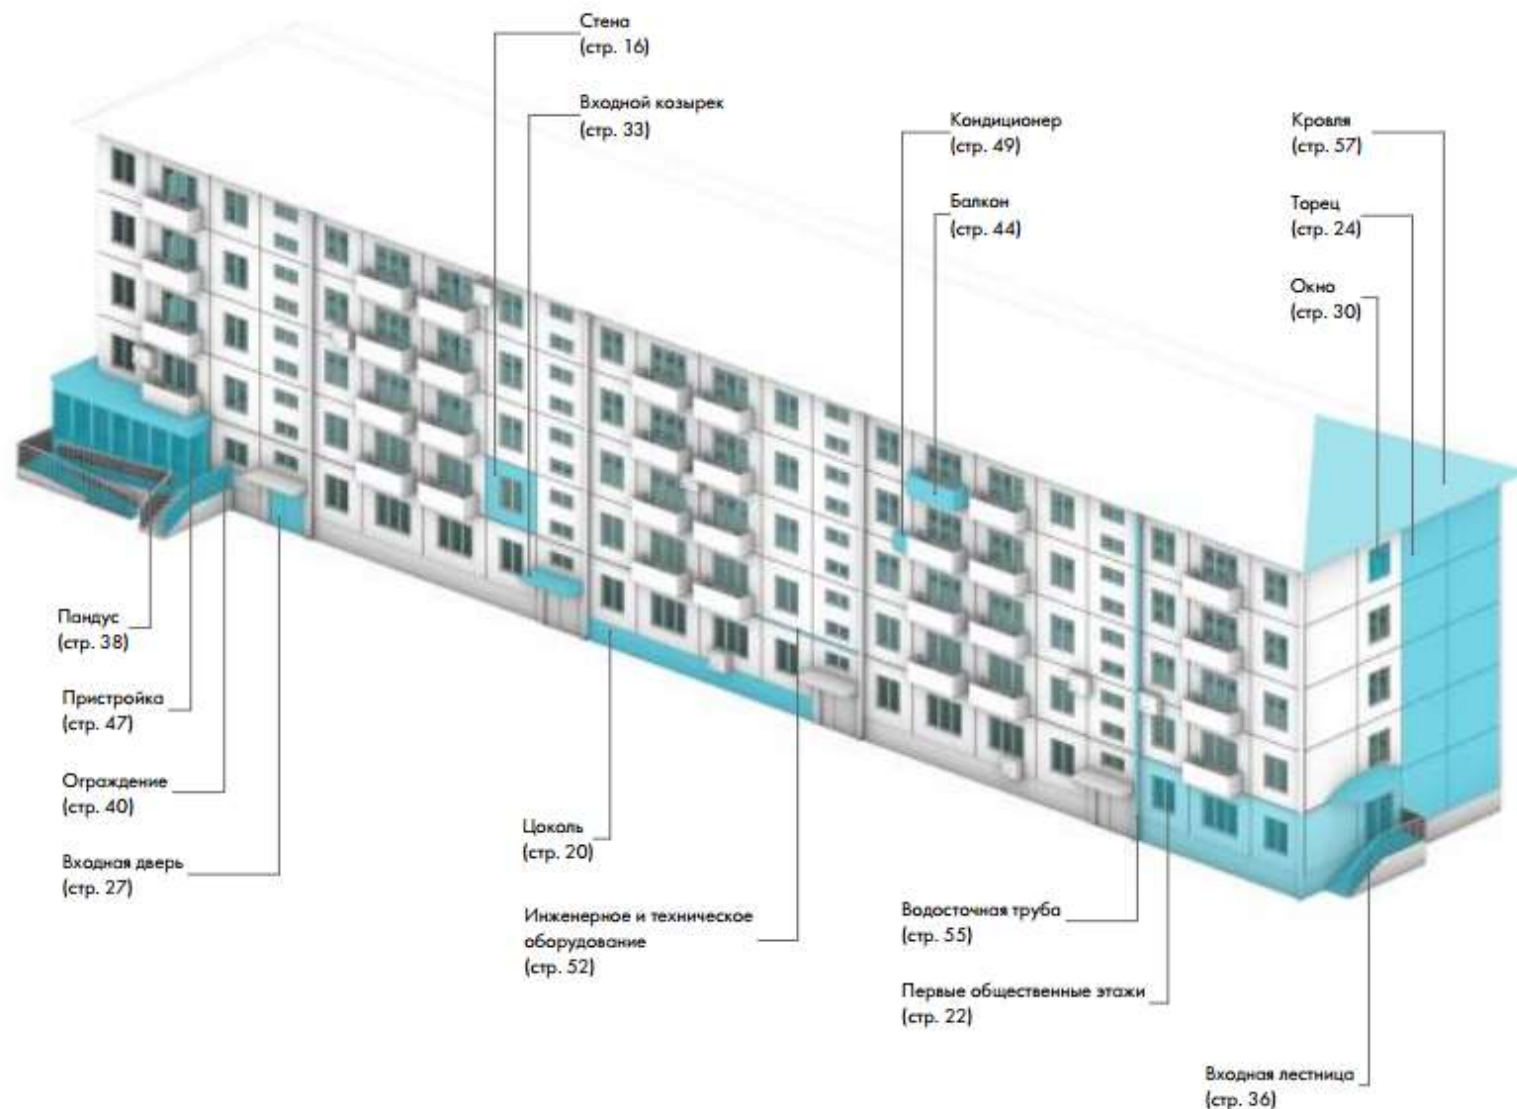 Стена
(стр. 16)
Входной козырек
(стр. 33)
Кондиционер
(стр. 49)
Кровля
(стр. 57)
Балкон
(стр. 44)
Торец
(стр. 24)
Окно
(стр. 30)
Пандус
(стр. 38)
Пристройка
(стр. 47)
Ограждение
(стр. 40)
Входная дверь
(стр. 27)
Цоколь
(стр. 20)
Инженерное и техническое
оборудование
(стр. 52)
Водосточная труба
(стр. 55)
Первые общественные этажи
(стр. 22)
Входная лестница
(стр. 36)